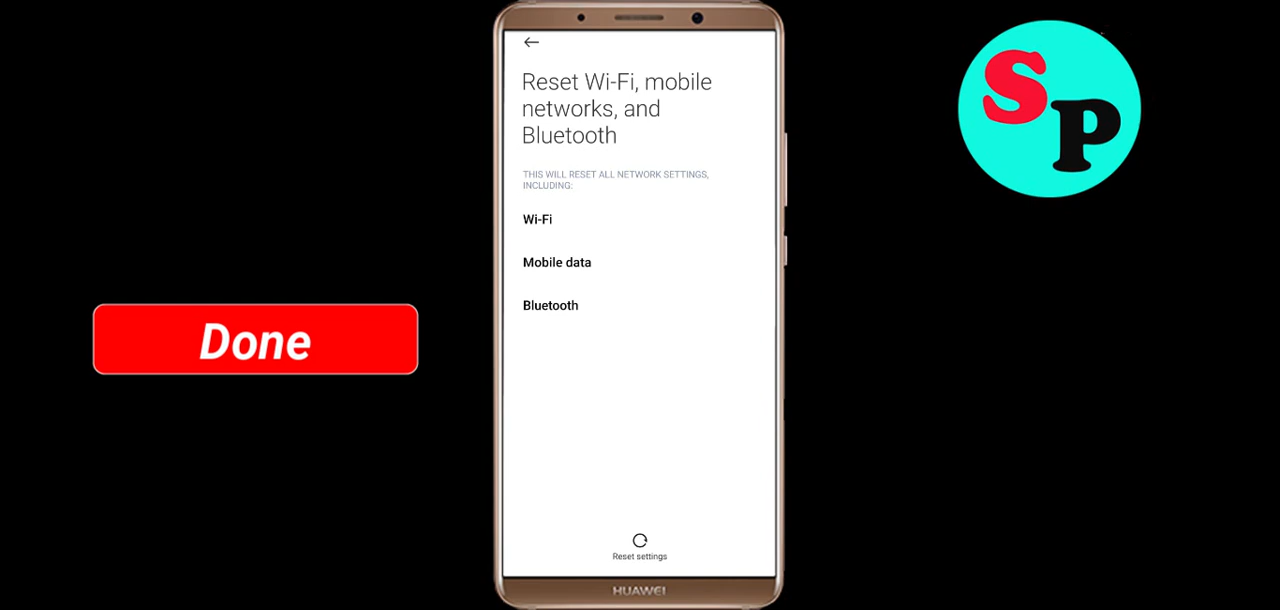 SP
Reset Wi-Fi, mobile
networks, and
Bluetooth
THIS WILL RESET ALL NETWORK SETTINGS,
INCLUDING:
Wi-Fi
Mobile data
Bluetooth
Done
Reset settings
HUAWEI